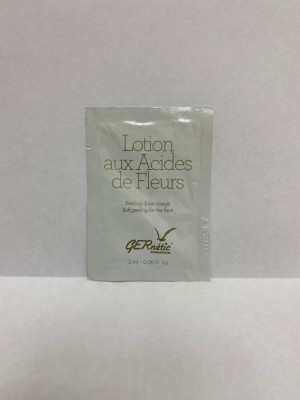 Lotion
aux Acides
de Fleurs
Peeling doux visage
Soft peeling for the face
GERnétic
INTERNATIONAL
2 ml - 0.06 Fl. oz